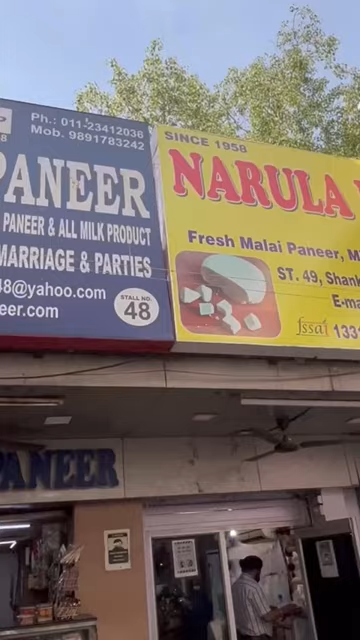 P
8
Ph.: 011-23412036
Mob. 9891783242
PANEER
PANEER & ALL MILK PRODUCT
MARRIAGE & PARTIES
48@yahoo.com
eer.com
STALL NO.
48
SINCE 1958
NARULA
Fresh Malai Paneer, M
ST. 49, Shank
E-ma
fssai 133
PANEER